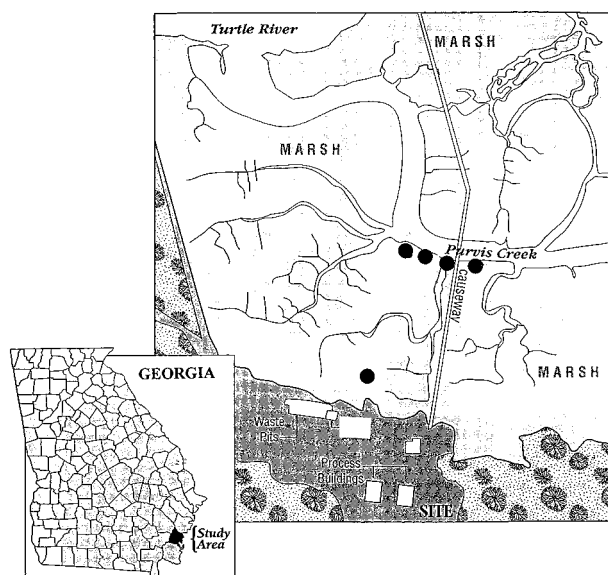 Turtle River
MARSH
MARSH
Purvis Creek
Causeway
MARSH
GEORGIA
Waste
Pits
Process
Buildings
SITE
Study
Area